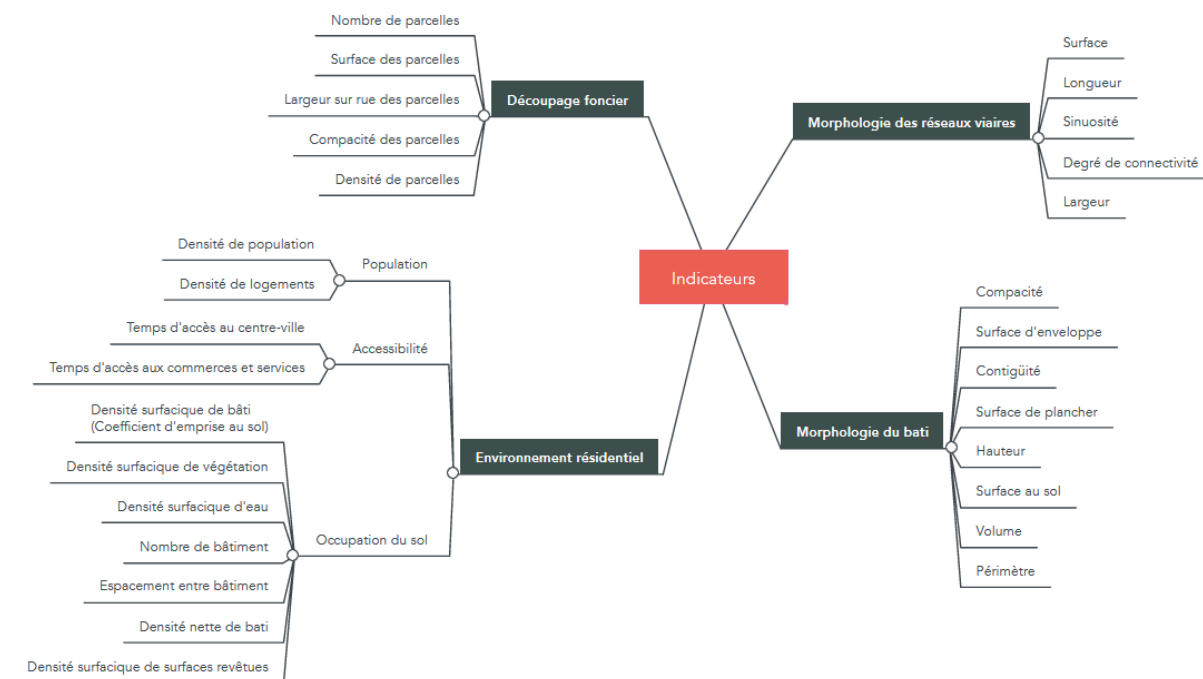 Indicateurs
Découpage foncier
Nombre de parcelles
Surface des parcelles
Largeur sur rue des parcelles
Compacité des parcelles
Densité de parcelles
Morphologie des réseaux viaires
Surface
Longueur
Sinuosité
Degré de connectivité
Largeur
Environnement résidentiel
Population
Densité de population
Densité de logements
Accessibilité
Temps d'accès au centre-ville
Temps d'accès aux commerces et services
Occupation du sol
Densité surfacique de bâti
(Coefficient d'emprise au sol)
Densité surfacique de végétation
Densité surfacique d'eau
Nombre de bâtiment
Espacement entre bâtiment
Densité nette de bati
Densité surfacique de surfaces revêtues
Morphologie du bati
Compacité
Surface d'enveloppe
Contigüité
Surface de plancher
Hauteur
Surface au sol
Volume
Périmètre